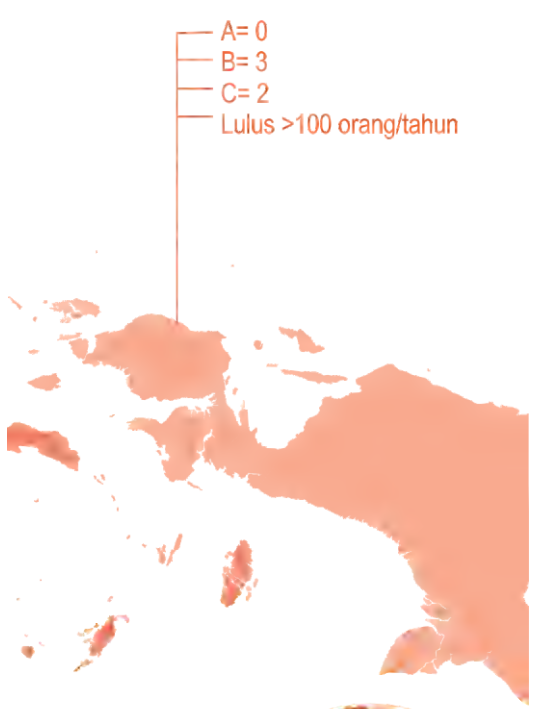 A= 0
B= 3
C= 2
Lulus >100 orang/tahun